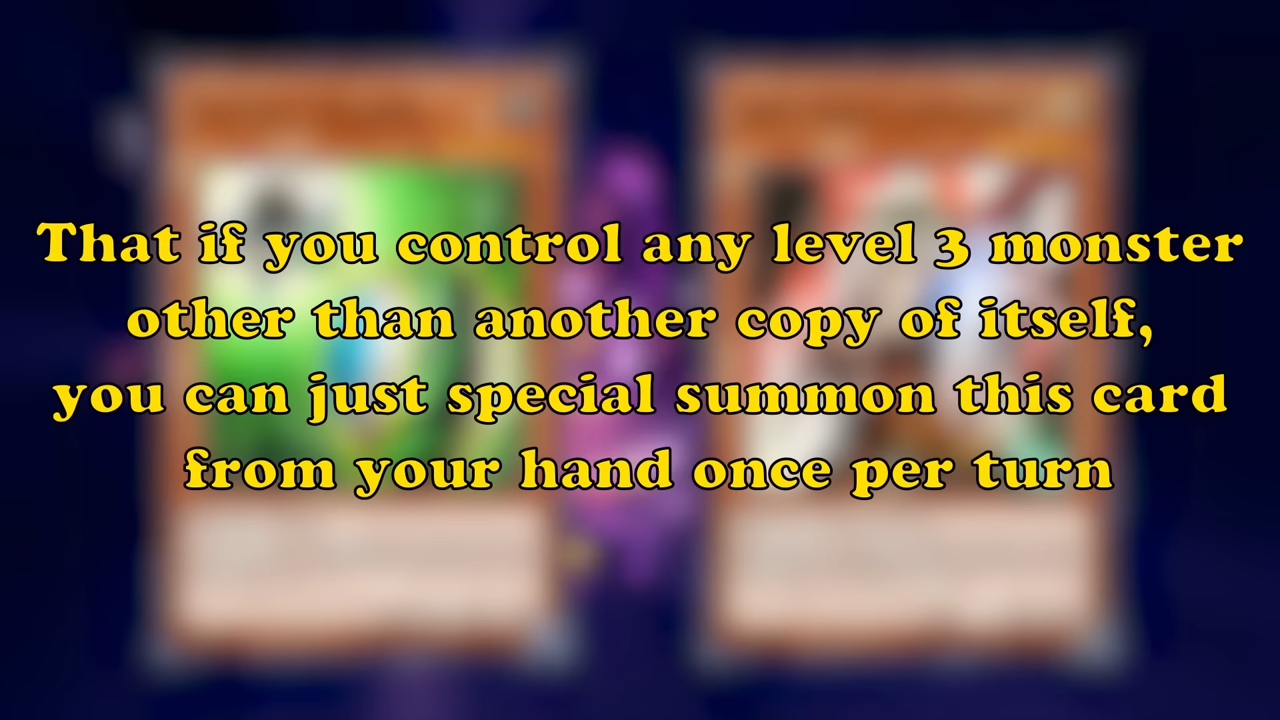 That if you control any level 3 monster
other than another copy of itself,
you can just special summon this card
from your hand once per turn